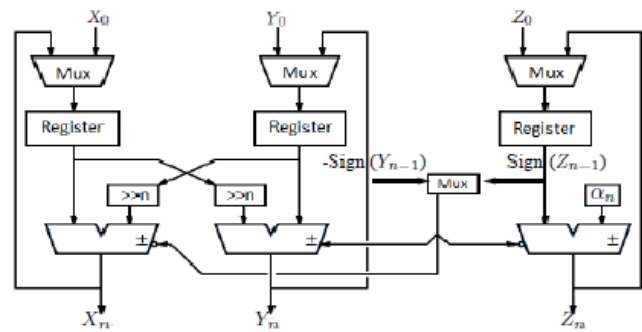 X₀ Y₀ Z₀
Mux Mux Mux
Register Register Register
-Sign (Yₙ₋₁) Sign (Zₙ₋₁)
Mux
>>n >>n αₙ
± ± ±
Xₙ Yₙ Zₙ